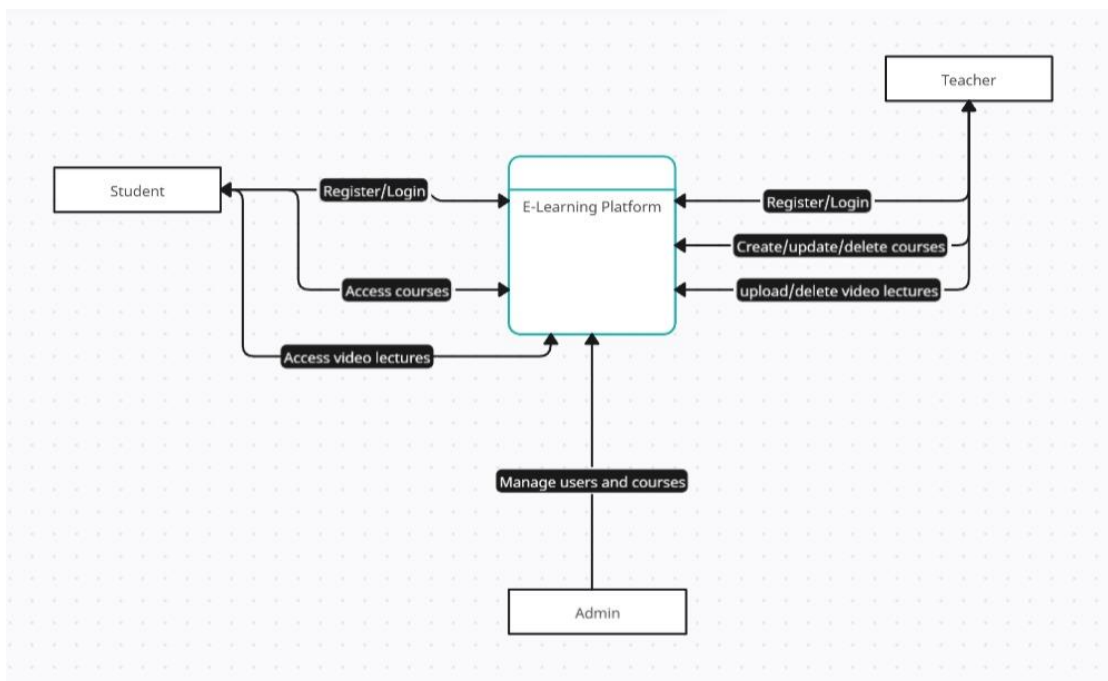 Teacher
Student
Register/Login
E-Learning Platform
Register/Login
Create/update/delete courses
Access courses
upload/delete video lectures
Access video lectures
Manage users and courses
Admin